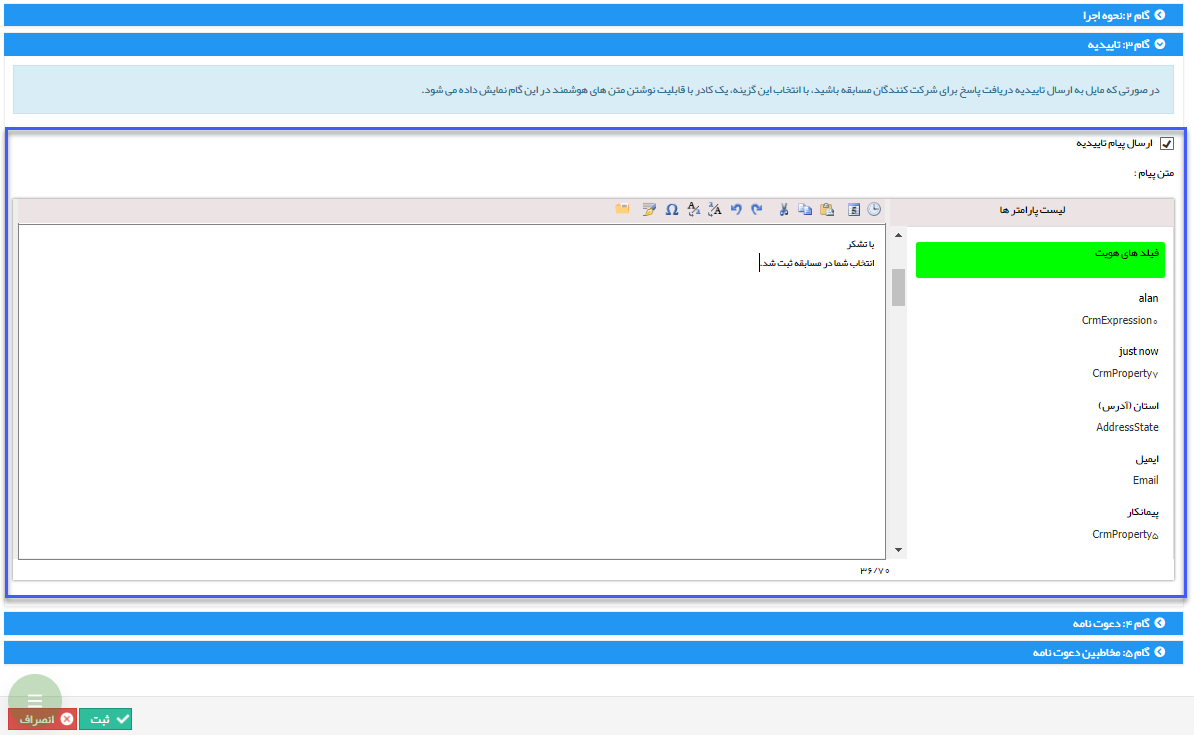 گام ۲:نحوه اجرا
گام ۳: تاییدیه
در صورتی که مایل به ارسال تاییدیه دریافت پاسخ برای شرکت کنندگان مسابقه باشید، با انتخاب این گزینه، یک کادر با قابلیت نوشتن متن های هوشمند در این گام نمایش داده می شود.
ارسال پیام تاییدیه
متن پیام :
لیست پارامتر ها
فیلد های هویت
alan
CrmExpression۰
just now
CrmProperty۷
استان (آدرس)
AddressState
ایمیل
Email
پیمانکار
CrmProperty۵
با تشکر
انتخاب شما در مسابقه ثبت شد.
۳۶/۷۰
گام ۴: دعوت نامه
گام ۵: مخاطبین دعوت نامه
ثبت
انصراف